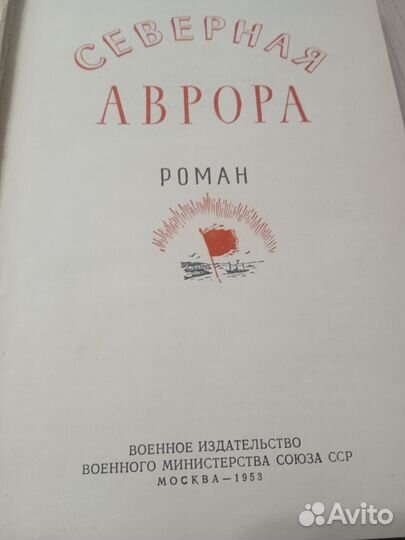 СЕВЕРНАЯ
АВРОРА
РОМАН
ВОЕННОЕ ИЗДАТЕЛЬСТВО
ВОЕННОГО МИНИСТЕРСТВА СОЮЗА ССР
МОСКВА — 1953
Avito